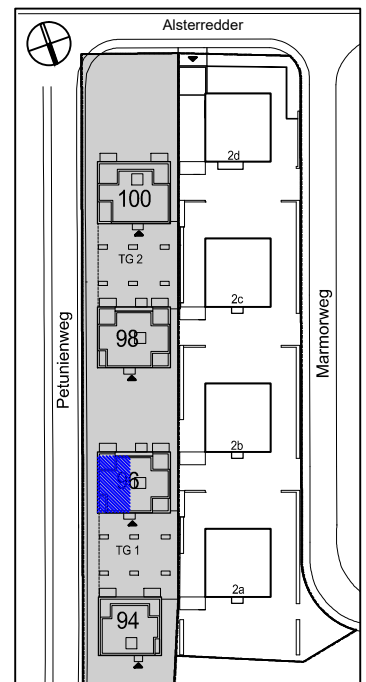 Alsterredder
2d
100
TG 2
2c
98
Petunienweg
Marmorweg
2b
96
TG 1
2a
94